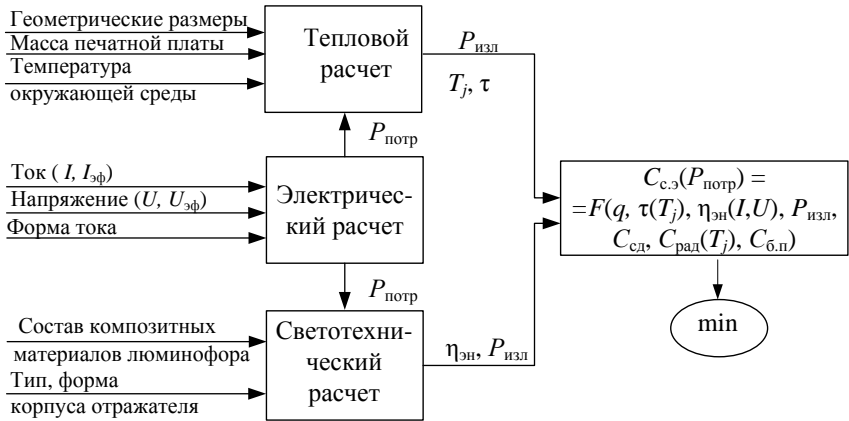 Геометрические размеры
Масса печатной платы
Температура
окружающей среды
Тепловой
расчет
Pизл
Tj, τ
Pпотр
Ток ( I, Iэф)
Напряжение (U, Uэф)
Форма тока
Электричес-
кий расчет
Cс.э(Pпотр) =
=F(q, τ(Tj), ηэн(I,U), Pизл,
Cсд, Cрад(Tj), Cб.п)
Pпотр
min
Состав композитных
материалов люминофора
Тип, форма
корпуса отражателя
Светотехни-
ческий
расчет
ηэн, Pизл